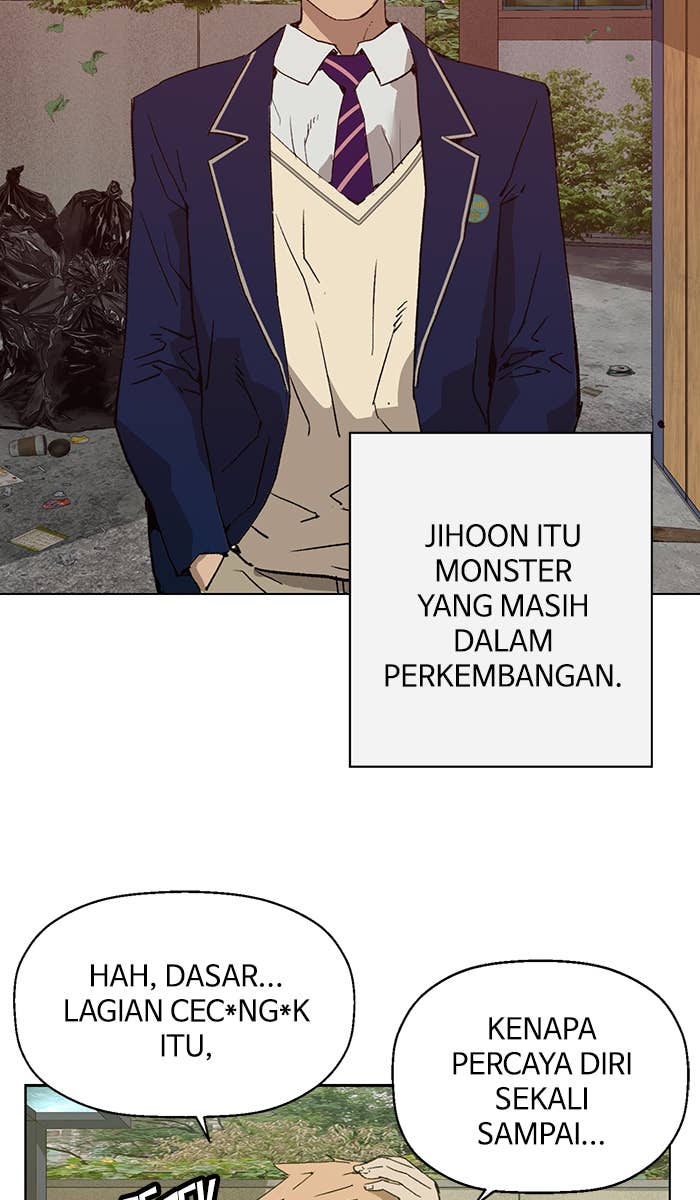 JIHOON ITU
MONSTER
YANG MASIH
DALAM
PERKEMBANGAN.
HAH, DASAR...
LAGIAN CEC*NG*K
ITU,
KENAPA
PERCAYA DIRI
SEKALI
SAMPAI...